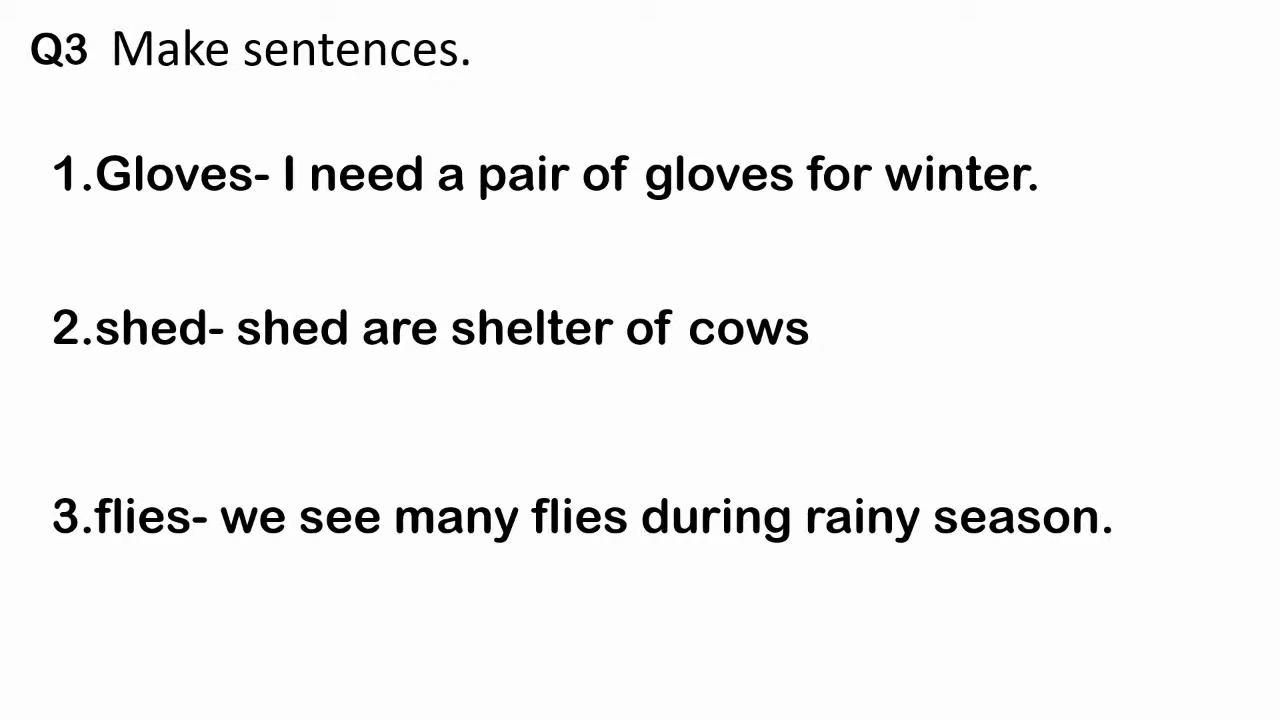 Q3 Make sentences.
1.Gloves- I need a pair of gloves for winter.
2.shed- shed are shelter of cows
3.flies- we see many flies during rainy season.